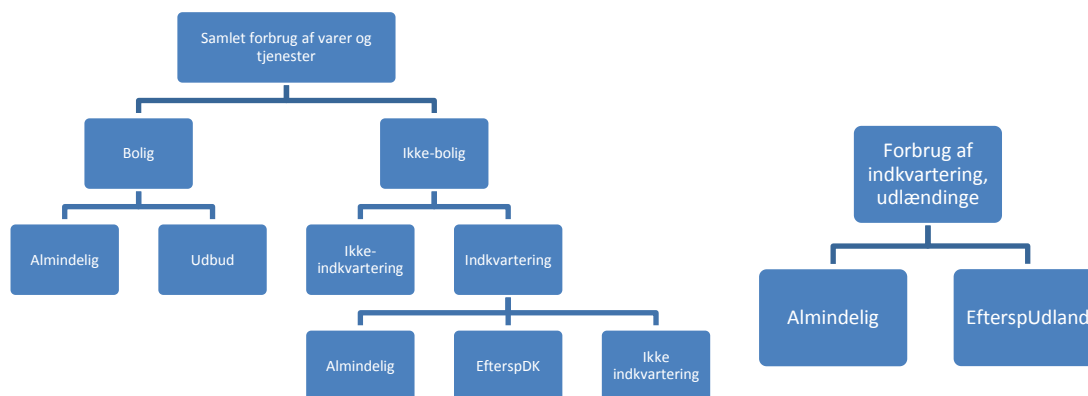 Samlet forbrug af varer og
tjenester
Bolig
Ikke-bolig
Almindelig
Udbud
Ikke-
indkvartering
Indkvartering
Almindelig
EfterspDK
Ikke
indkvartering
Forbrug af
indkvartering,
udlændinge
Almindelig
EfterspUdland